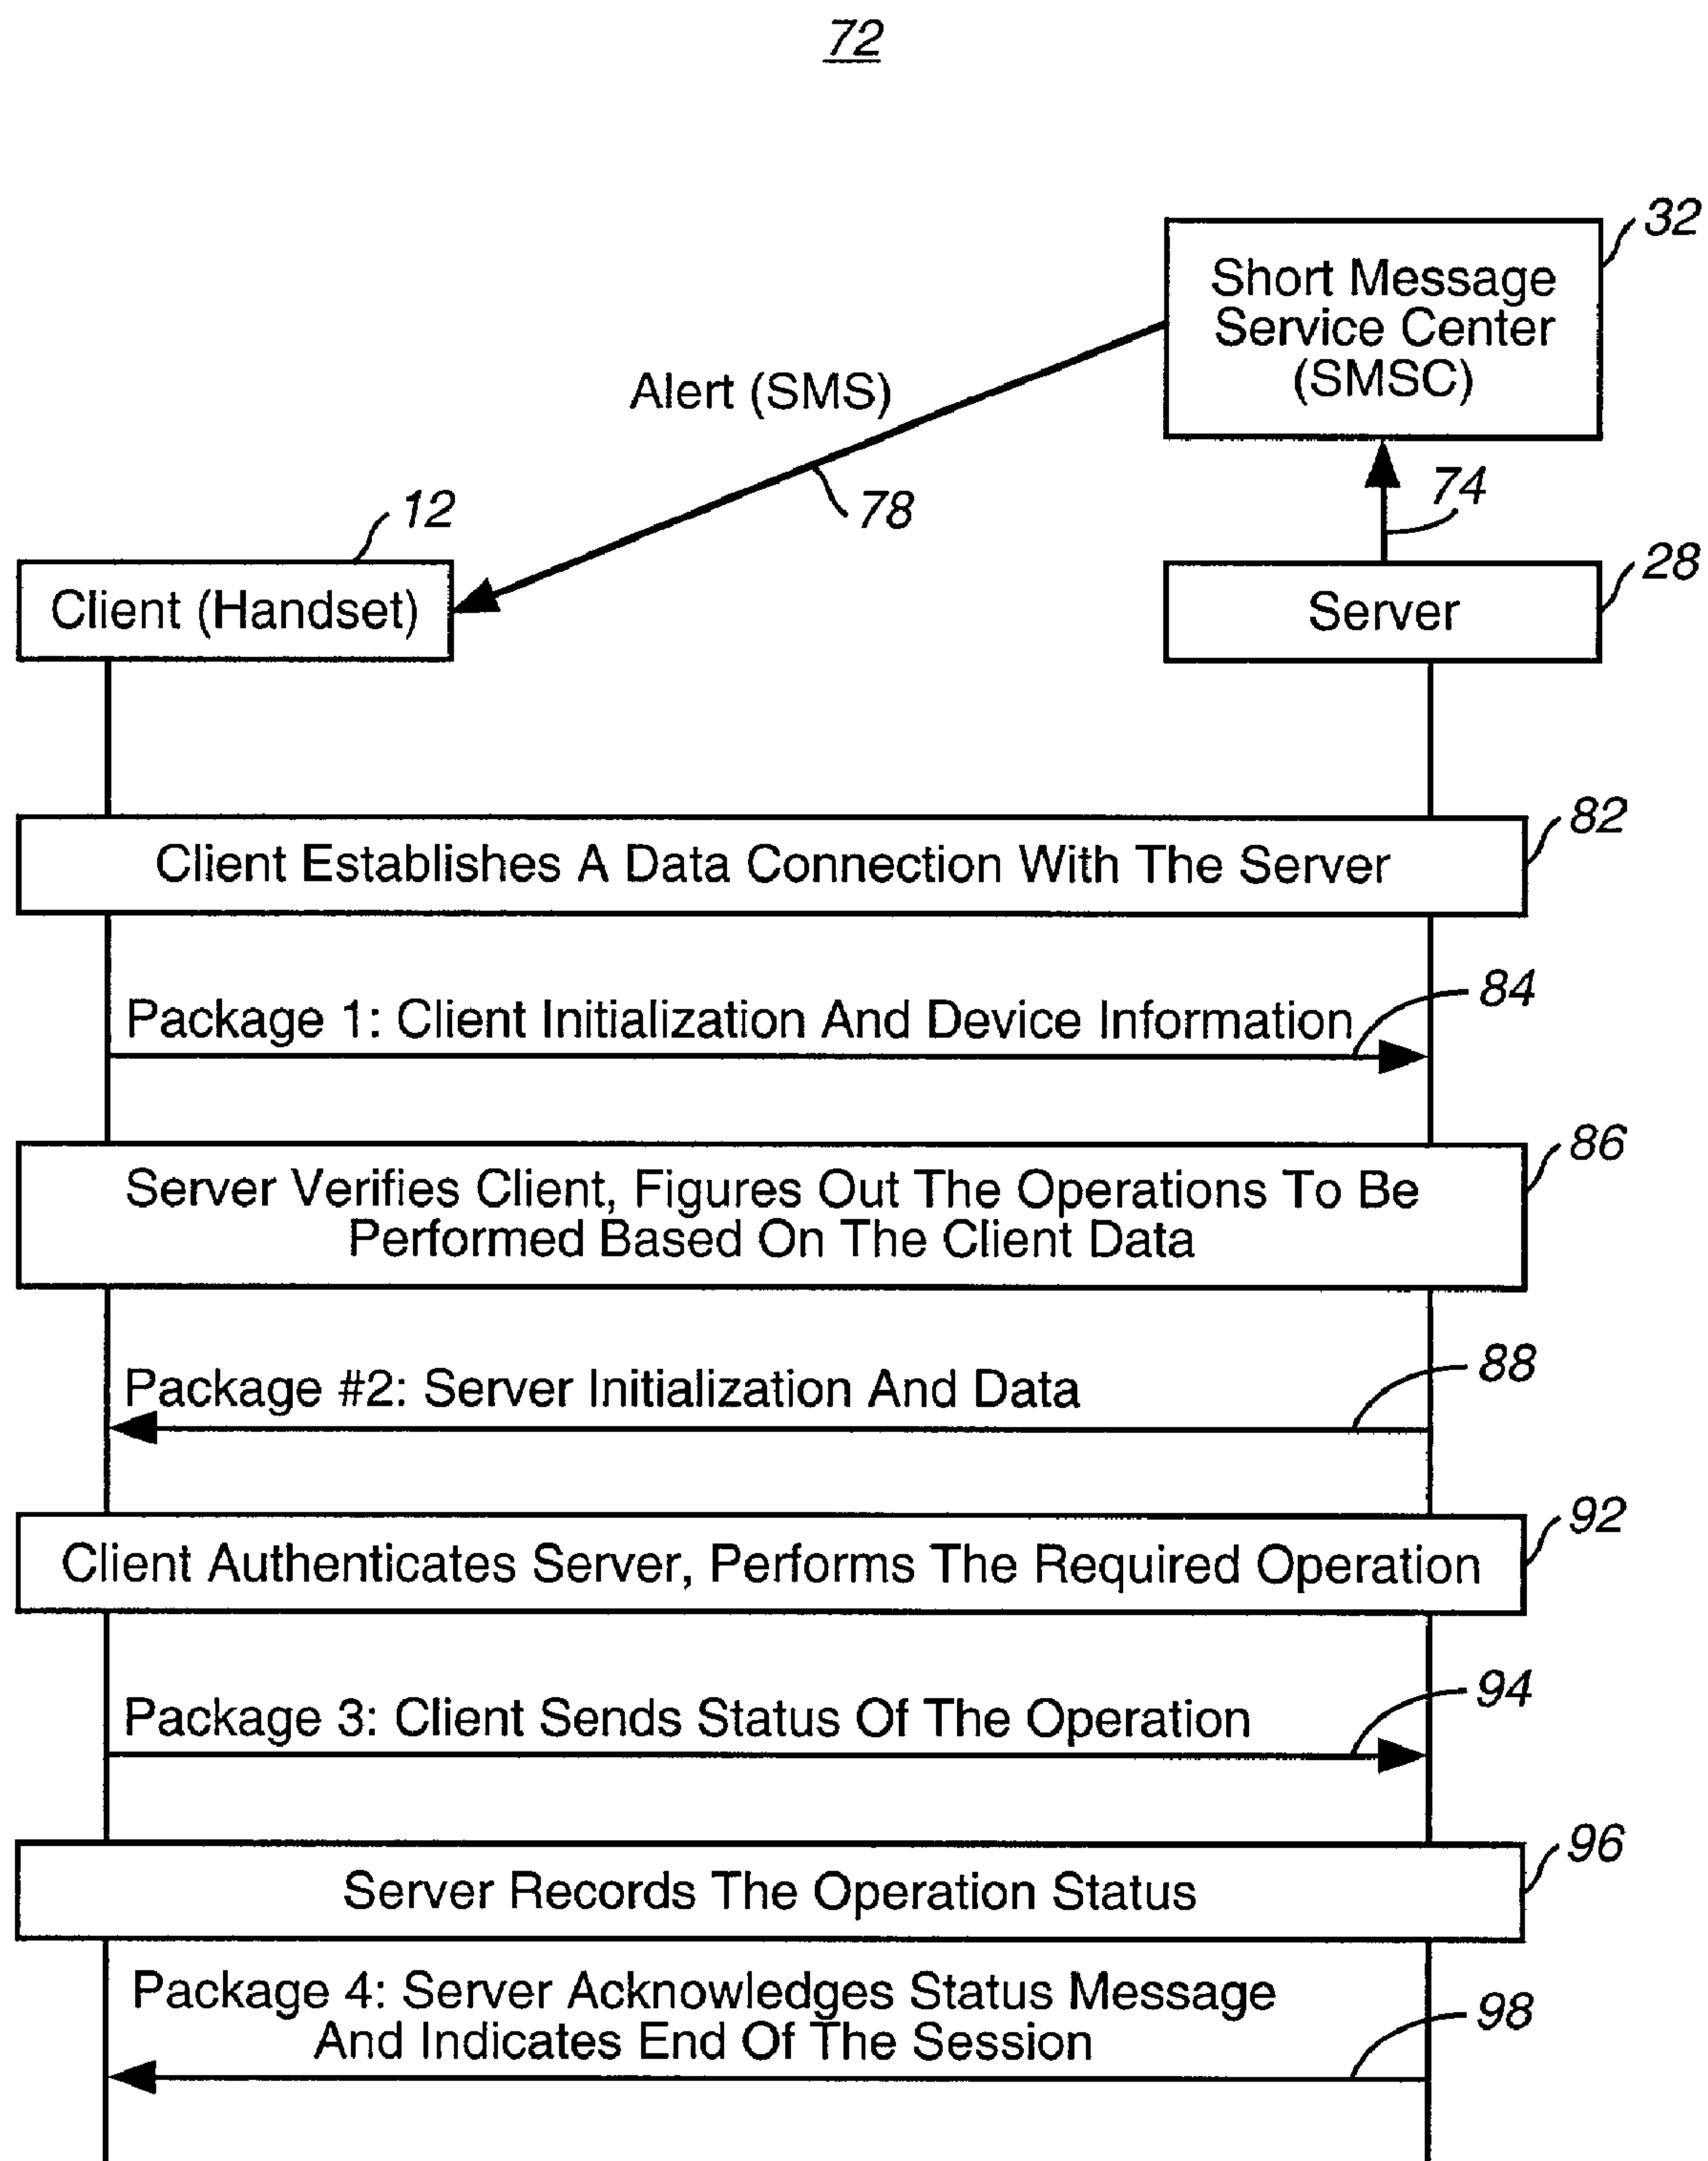 72
32
Short Message
Service Center
(SMSC)
Alert (SMS)
74
78
12
28
Client (Handset)
Server
82
Client Establishes A Data Connection With The Server
84
Package 1: Client Initialization And Device Information
86
Server Verifies Client, Figures Out The Operations To Be
Performed Based On The Client Data
88
Package #2: Server Initialization And Data
92
Client Authenticates Server, Performs The Required Operation
94
Package 3: Client Sends Status Of The Operation
96
Server Records The Operation Status
Package 4: Server Acknowledges Status Message
98
And Indicates End Of The Session